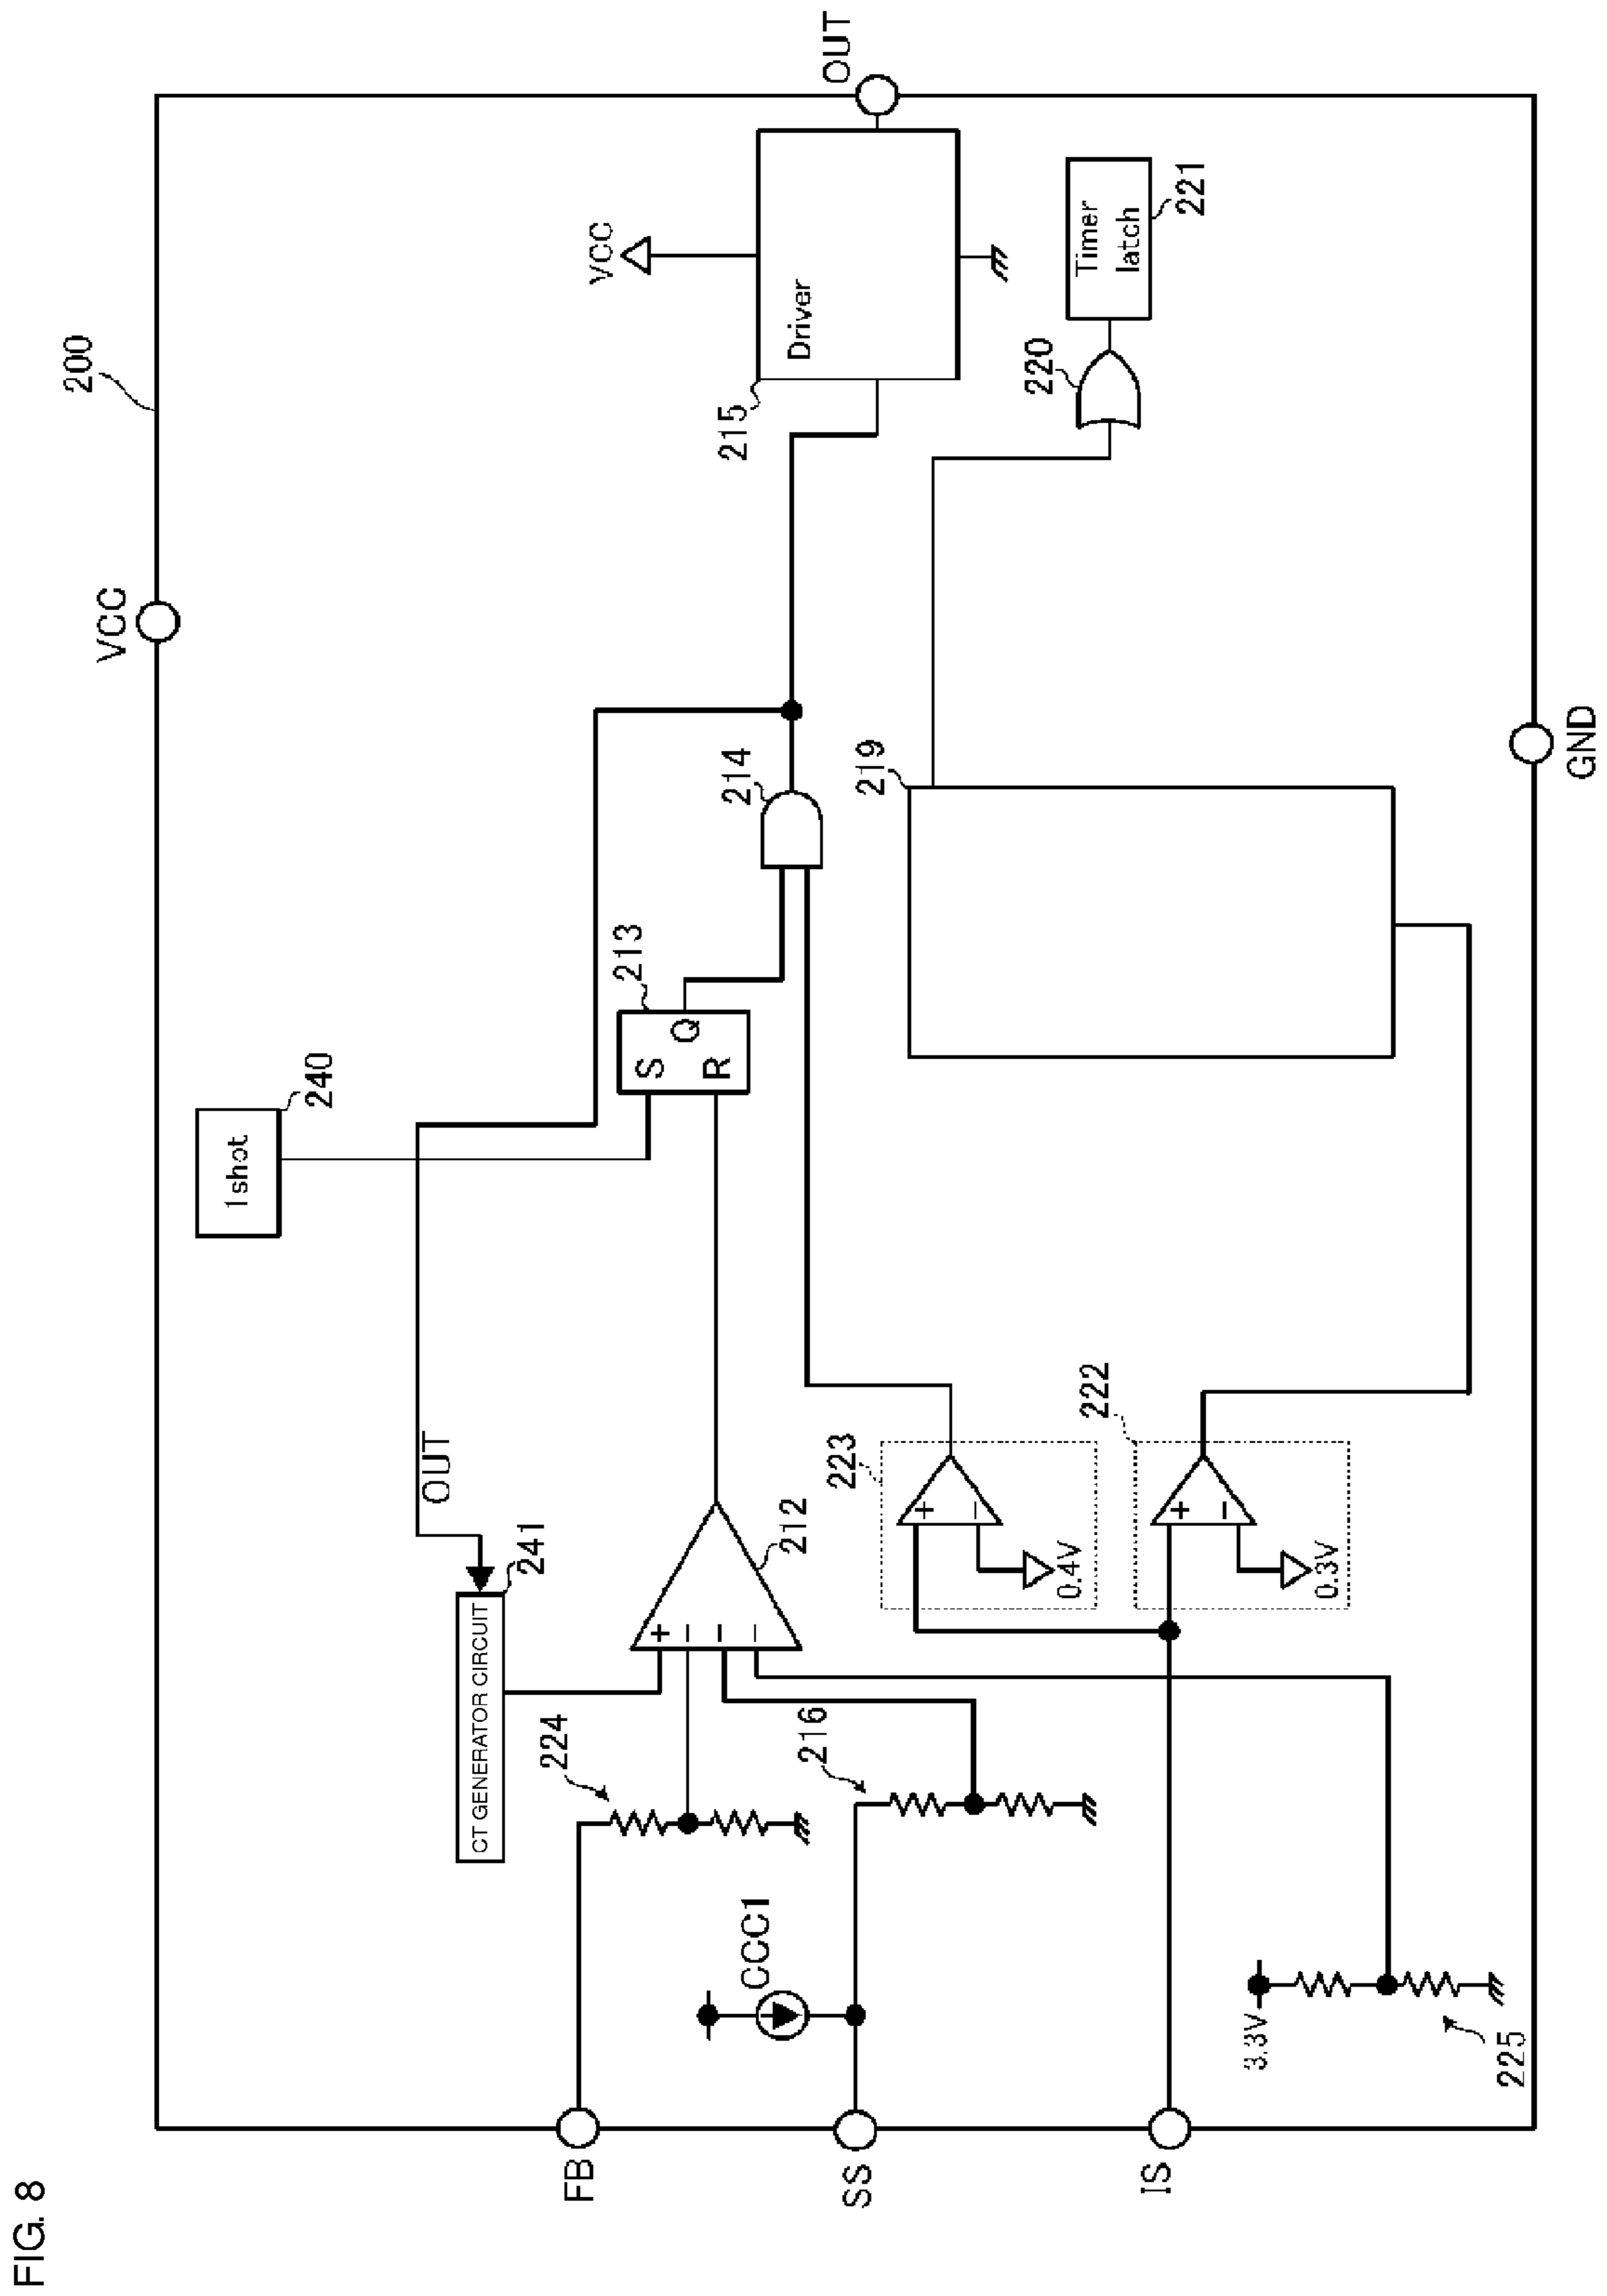 FIG. 8
200
VCC
1shot
240
OUT
CT GENERATOR CIRCUIT
241
FB
224
+
−
−
−
212
S
Q
R
213
214
VCC
Driver
215
OUT
CCC1
SS
216
223
+
−
0.4V
222
+
−
0.3V
IS
3.3V
225
219
220
Timer
latch
221
GND